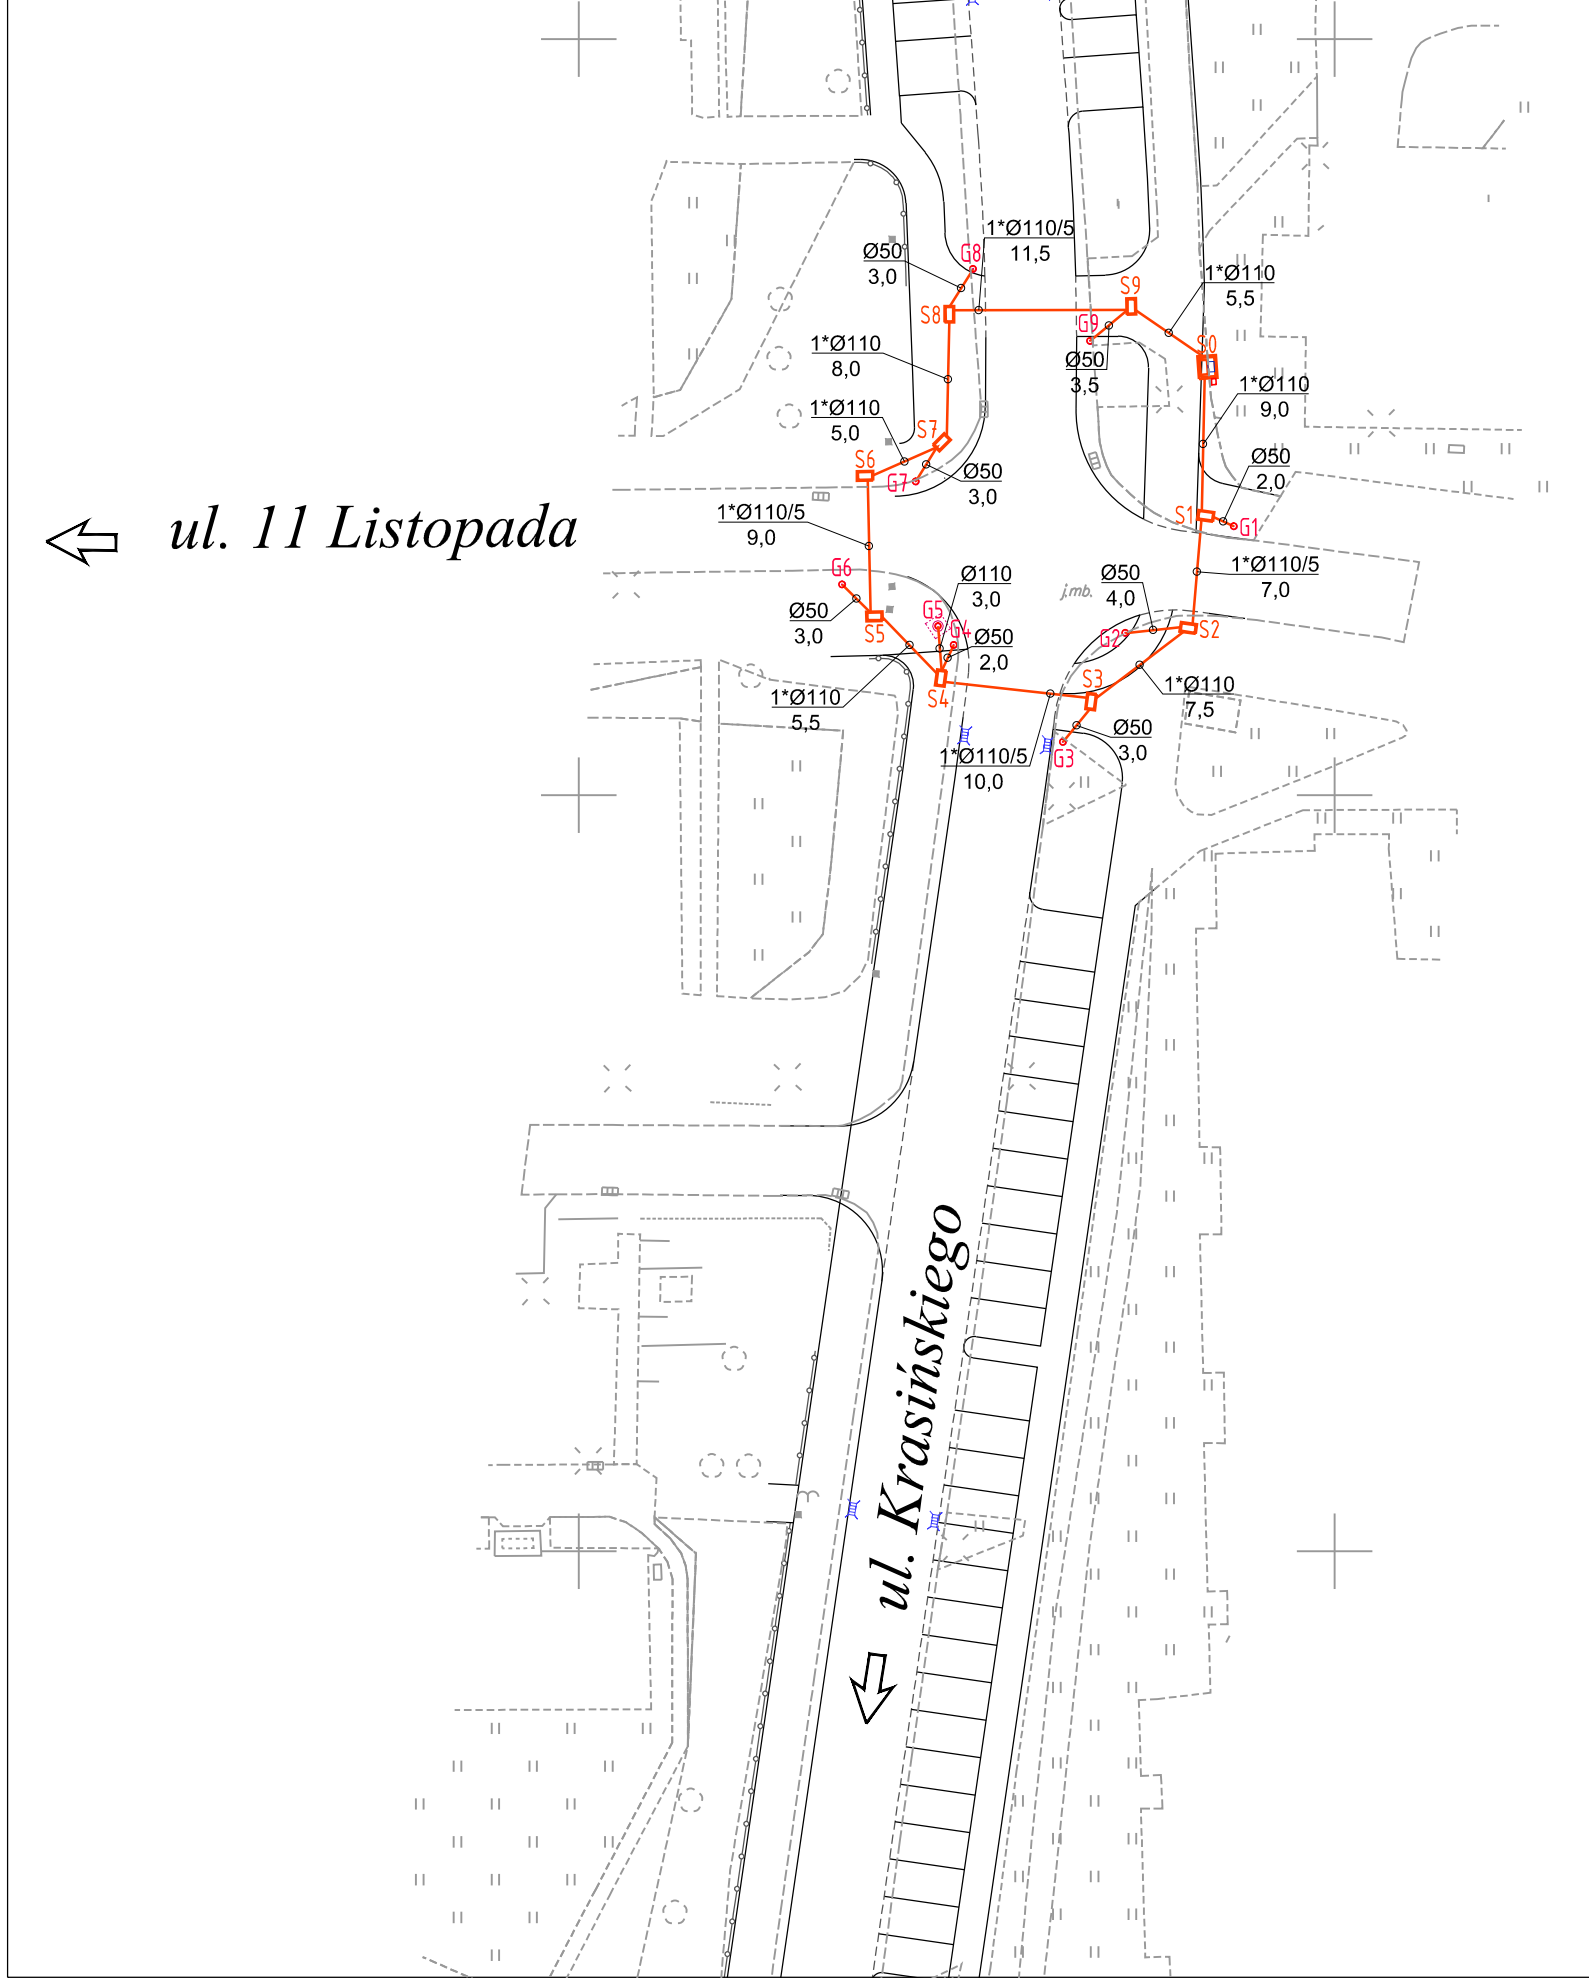 1*Ø110/5
11,5
G8
Ø50
3,0
1*Ø110
5,5
S9
S8
G9
S0
1*Ø110
8,0
Ø50
3,5
1*Ø110
9,0
1*Ø110
5,0
S7
S6
Ø50
2,0
Ø50
3,0
G7
ul. 11 Listopada
1*Ø110/5
9,0
S1
G1
G6
Ø110
3,0
Ø50
4,0
1*Ø110/5
7,0
j.mb.
Ø50
3,0
G5
G4
S5
Ø50
2,0
G2
S2
S4
S3
1*Ø110
5,5
1*Ø110
7,5
Ø50
3,0
G3
1*Ø110/5
10,0
ul. Krasińskiego